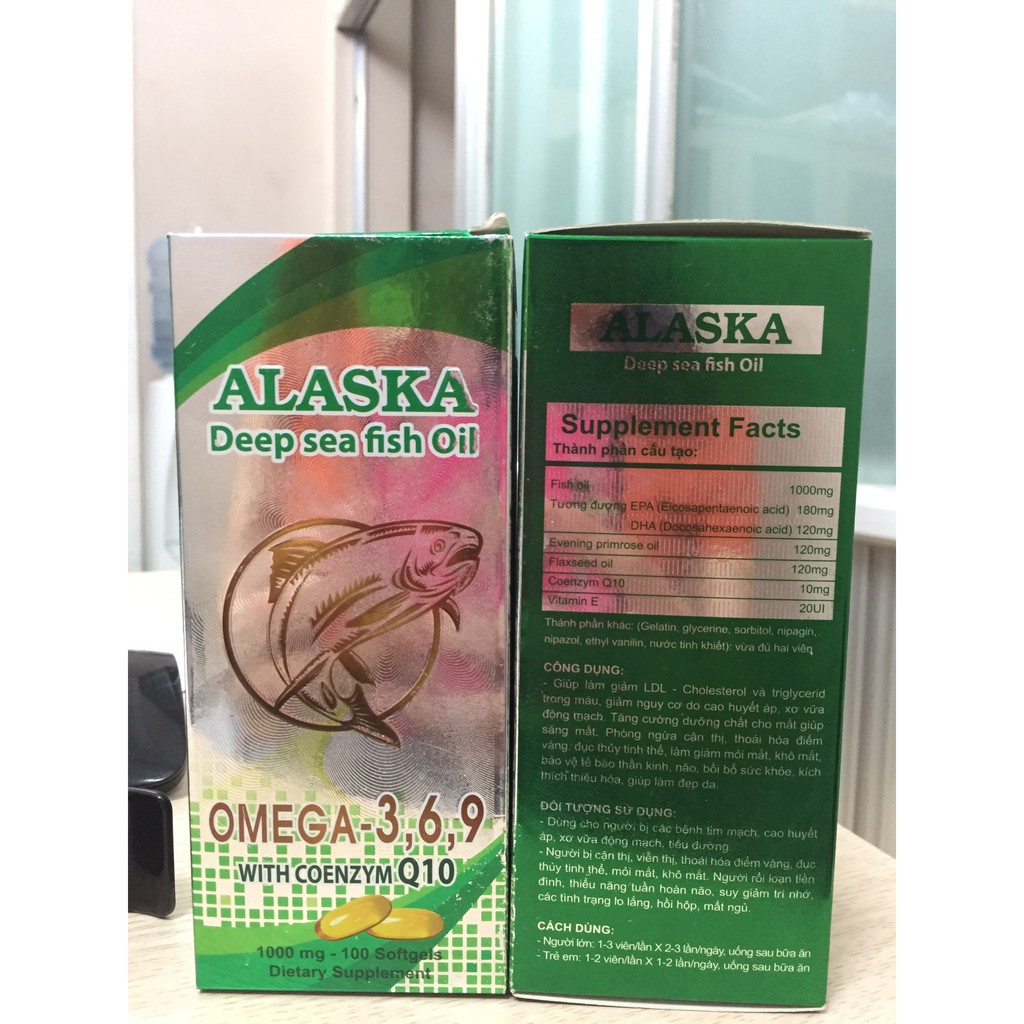 ALASKA
Deep sea fish Oil
OMEGA-3,6,9
WITH COENZYM Q10
1000 mg - 100 Softgels
Dietary Supplement
ALASKA
Deep sea fish Oil
Supplement Facts
Thành phần cấu tạo:
Fish oil 1000mg
Tương đương EPA (Eicosapentaenoic acid) 180mg
DHA (Docosahexaenoic acid) 120mg
Evening primrose oil 120mg
Flaxseed oil 120mg
Coenzym Q10 10mg
Vitamin E 20UI
Thành phần khác: (Gelatin, glycerine, sorbitol, nipagin,
nipazol, ethyl vanilin, nước tinh khiết): vừa đủ hai viên
CÔNG DỤNG:
- Giúp làm giảm LDL - Cholesterol và triglycerid
trong máu, giảm nguy cơ do cao huyết áp, xơ vữa
động mạch. Tăng cường dưỡng chất cho mắt giúp
sáng mắt. Phòng ngừa cận thị, thoái hóa điểm
vàng, đục thủy tinh thể, làm giảm mỏi mắt, khô mắt,
bảo vệ tế bào thần kinh, não, bồi bổ sức khỏe, kích
thích tiêu hóa, giúp làm đẹp da.
ĐỐI TƯỢNG SỬ DỤNG:
- Dùng cho người bị các bệnh tim mạch, cao huyết
áp, xơ vữa động mạch, tiểu đường.
- Người bị cận thị, viễn thị, thoái hóa điểm vàng, đục
thủy tinh thể, mỏi mắt, khô mắt. Người rối loạn tiền
đình, thiểu năng tuần hoàn não, suy giảm trí nhớ,
các tình trạng lo lắng, hồi hộp, mất ngủ.
CÁCH DÙNG:
- Người lớn: 1-3 viên/lần X 2-3 lần/ngày, uống sau bữa ăn
- Trẻ em: 1-2 viên/lần X 1-2 lần/ngày, uống sau bữa ăn